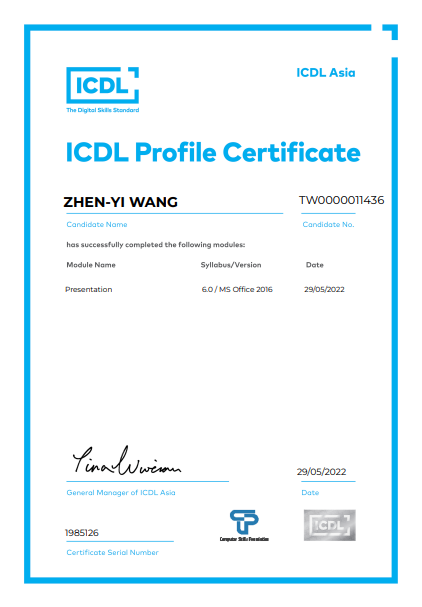 ICDL Asia
ICDL
The Digital Skills Standard
ICDL Profile Certificate
ZHEN-YI WANG TW0000011436
Candidate Name Candidate No.
has successfully completed the following modules:
Module Name Syllabus/Version Date
Presentation 6.0 / MS Office 2016 29/05/2022
29/05/2022
General Manager of ICDL Asia Date
1985126
Computer Skills Foundation
ICDL
Certificate Serial Number